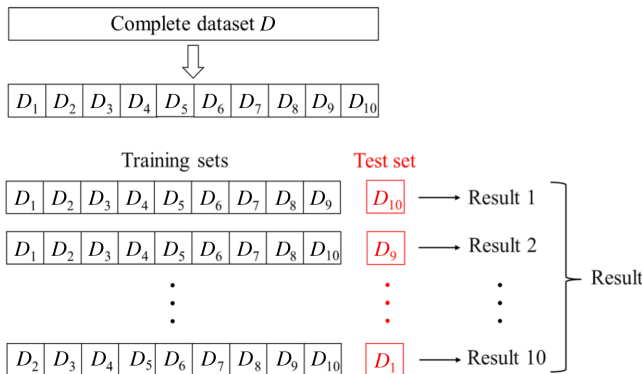 Complete dataset D
D₁ D₂ D₃ D₄ D₅ D₆ D₇ D₈ D₉ D₁₀
Training sets Test set
D₁ D₂ D₃ D₄ D₅ D₆ D₇ D₈ D₉ D₁₀ Result 1
D₁ D₂ D₃ D₄ D₅ D₆ D₇ D₈ D₁₀ D₉ Result 2
Result
D₂ D₃ D₄ D₅ D₆ D₇ D₈ D₉ D₁₀ D₁ Result 10